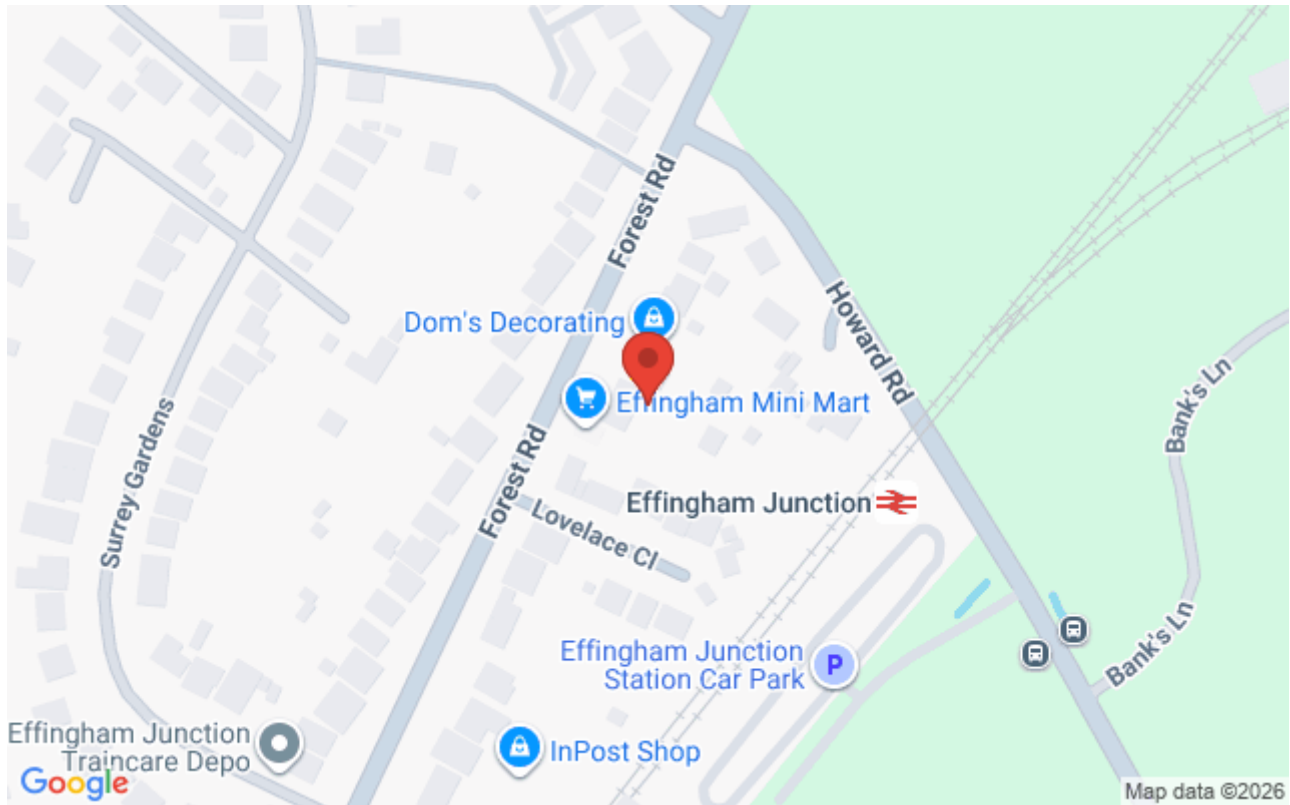 Forest Rd
Howard Rd
Dom's Decorating
Effingham Mini Mart
Bank's Ln
Surrey Gardens
Forest Rd
Effingham Junction
Lovelace Cl
Bank's Ln
Effingham Junction
Station Car Park
P
Effingham Junction
Traincare Depo
InPost Shop
Google
Map data ©2026